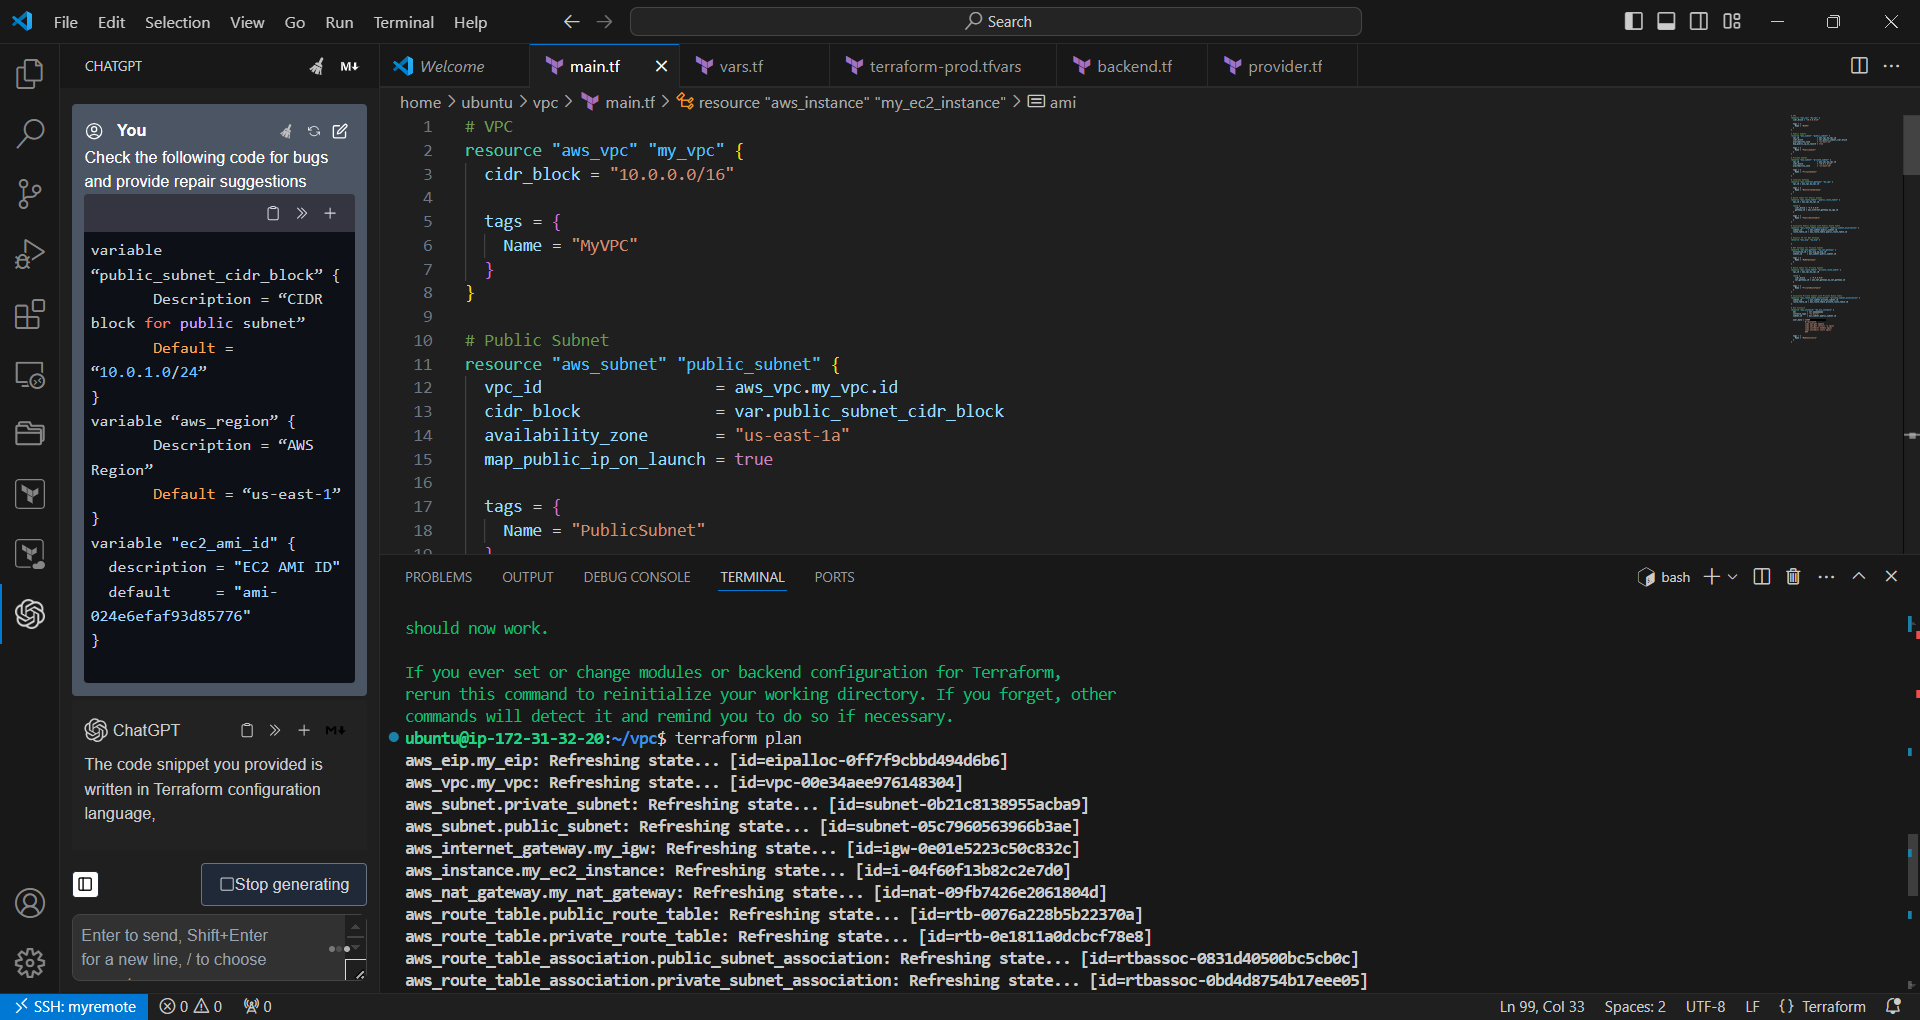 File Edit Selection View Go Run Terminal Help
Search
CHATGPT
M↓
Welcome
main.tf
vars.tf
terraform-prod.tfvars
backend.tf
provider.tf
home > ubuntu > vpc > main.tf > resource "aws_instance" "my_ec2_instance" > ami
You
Check the following code for bugs
and provide repair suggestions
variable
“public_subnet_cidr_block” {
Description = “CIDR
block for public subnet”
Default =
“10.0.1.0/24”
}
variable “aws_region” {
Description = “AWS
Region”
Default = “us-east-1”
}
variable "ec2_ami_id" {
description = "EC2 AMI ID"
default = "ami-
024e6efaf93d85776"
}
ChatGPT
M↓
The code snippet you provided is
written in Terraform configuration
language,
Stop generating
Enter to send, Shift+Enter
for a new line, / to choose
1 # VPC
2 resource "aws_vpc" "my_vpc" {
3 cidr_block = "10.0.0.0/16"
4
5 tags = {
6 Name = "MyVPC"
7 }
8 }
9
10 # Public Subnet
11 resource "aws_subnet" "public_subnet" {
12 vpc_id = aws_vpc.my_vpc.id
13 cidr_block = var.public_subnet_cidr_block
14 availability_zone = "us-east-1a"
15 map_public_ip_on_launch = true
16
17 tags = {
18 Name = "PublicSubnet"
19 }
PROBLEMS OUTPUT DEBUG CONSOLE TERMINAL PORTS
bash
should now work.
If you ever set or change modules or backend configuration for Terraform,
rerun this command to reinitialize your working directory. If you forget, other
commands will detect it and remind you to do so if necessary.
ubuntu@ip-172-31-32-20:~/vpc$ terraform plan
aws_eip.my_eip: Refreshing state... [id=eipalloc-0ff7f9cbbd494d6b6]
aws_vpc.my_vpc: Refreshing state... [id=vpc-00e34aee976148304]
aws_subnet.private_subnet: Refreshing state... [id=subnet-0b21c8138955acba9]
aws_subnet.public_subnet: Refreshing state... [id=subnet-05c7960563966b3ae]
aws_internet_gateway.my_igw: Refreshing state... [id=igw-0e01e5223c50c832c]
aws_instance.my_ec2_instance: Refreshing state... [id=i-04f60f13b82c2e7d0]
aws_nat_gateway.my_nat_gateway: Refreshing state... [id=nat-09fb7426e2061804d]
aws_route_table.public_route_table: Refreshing state... [id=rtb-0076a228b5b22370a]
aws_route_table.private_route_table: Refreshing state... [id=rtb-0e1811a0dcbcf78e8]
aws_route_table_association.public_subnet_association: Refreshing state... [id=rtbassoc-0831d40500bc5cb0c]
aws_route_table_association.private_subnet_association: Refreshing state... [id=rtbassoc-0bd4d8754b17eee05]
SSH: myremote
0 0 0
Ln 99, Col 33 Spaces: 2 UTF-8 LF {} Terraform